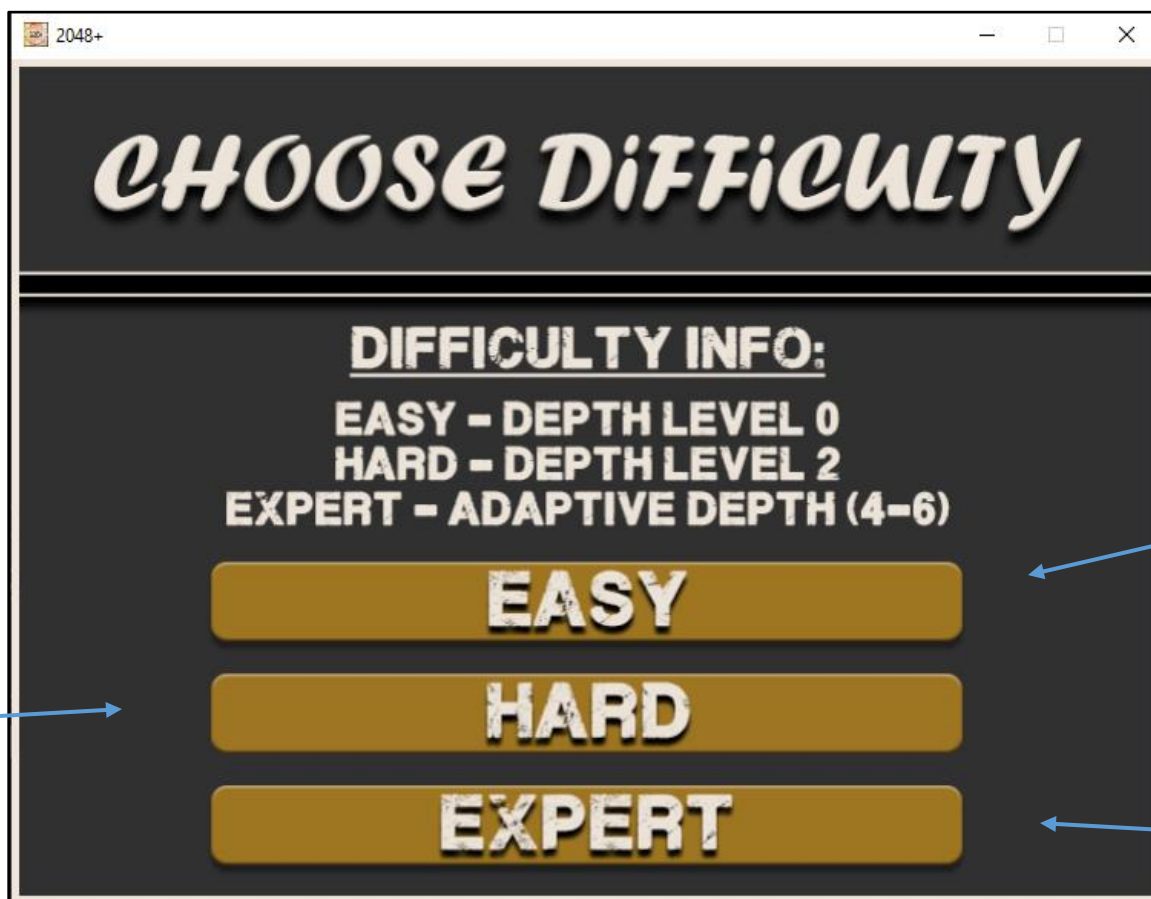 2048+
CHOOSE DiFFiCULTY
DIFFICULTY INFO:
EASY - DEPTH LEVEL 0
HARD - DEPTH LEVEL 2
EXPERT - ADAPTIVE DEPTH (4-6)
EASY
HARD
EXPERT